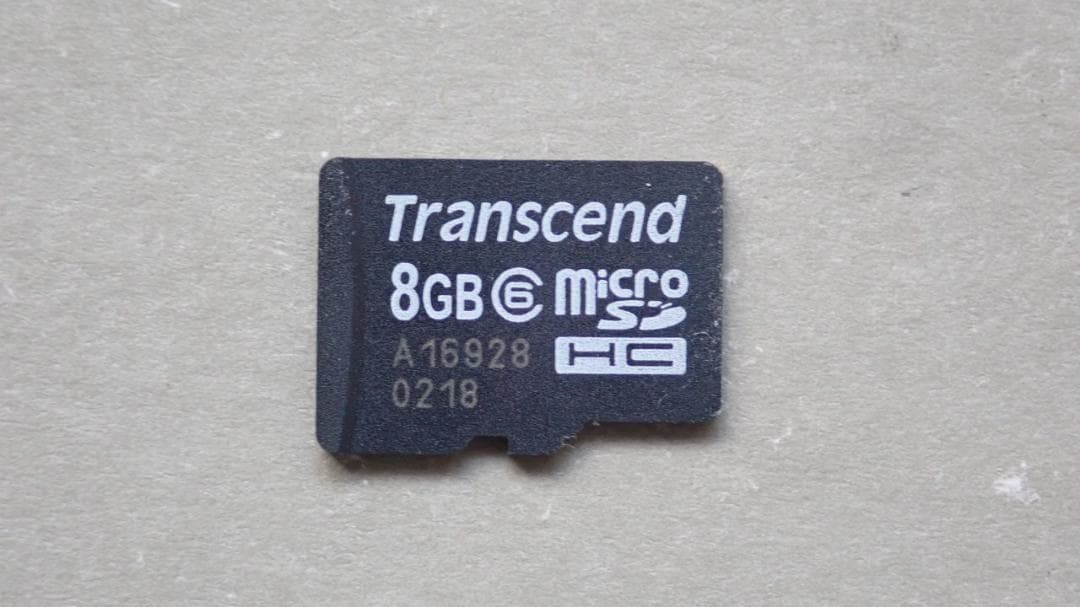 Transcend
8GB 6 micro
SD
A16928 HC
0218